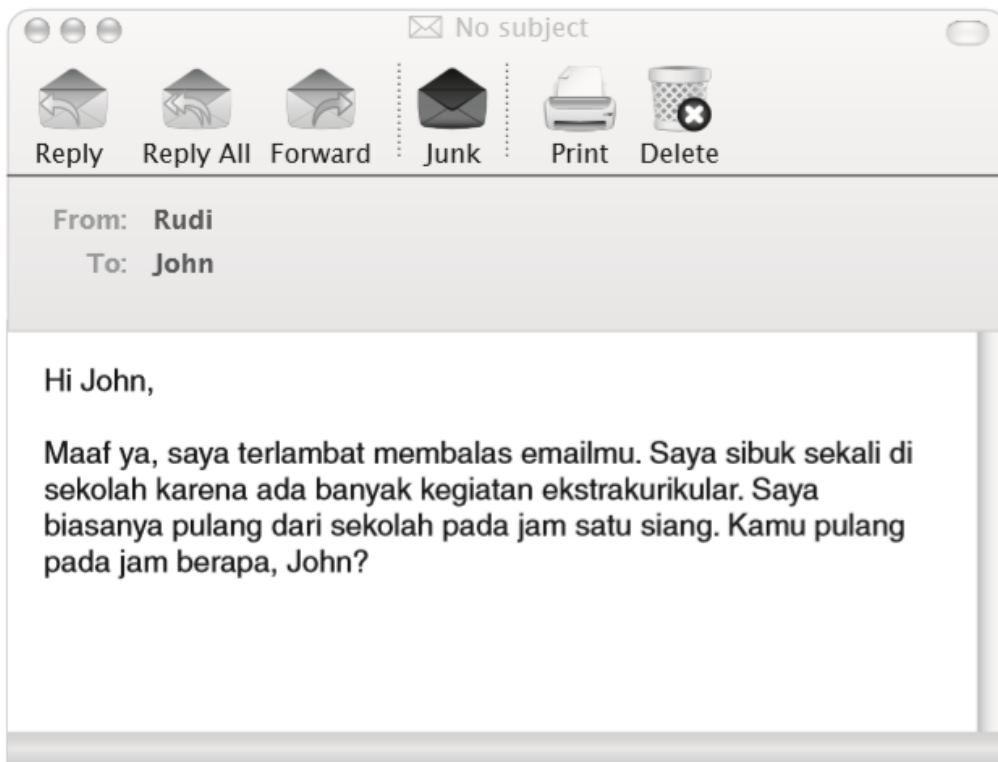 No subject
Reply Reply All Forward Junk Print Delete
From: Rudi
To: John
Hi John,
Maaf ya, saya terlambat membalas emailmu. Saya sibuk sekali di
sekolah karena ada banyak kegiatan ekstrakurikular. Saya
biasanya pulang dari sekolah pada jam satu siang. Kamu pulang
pada jam berapa, John?